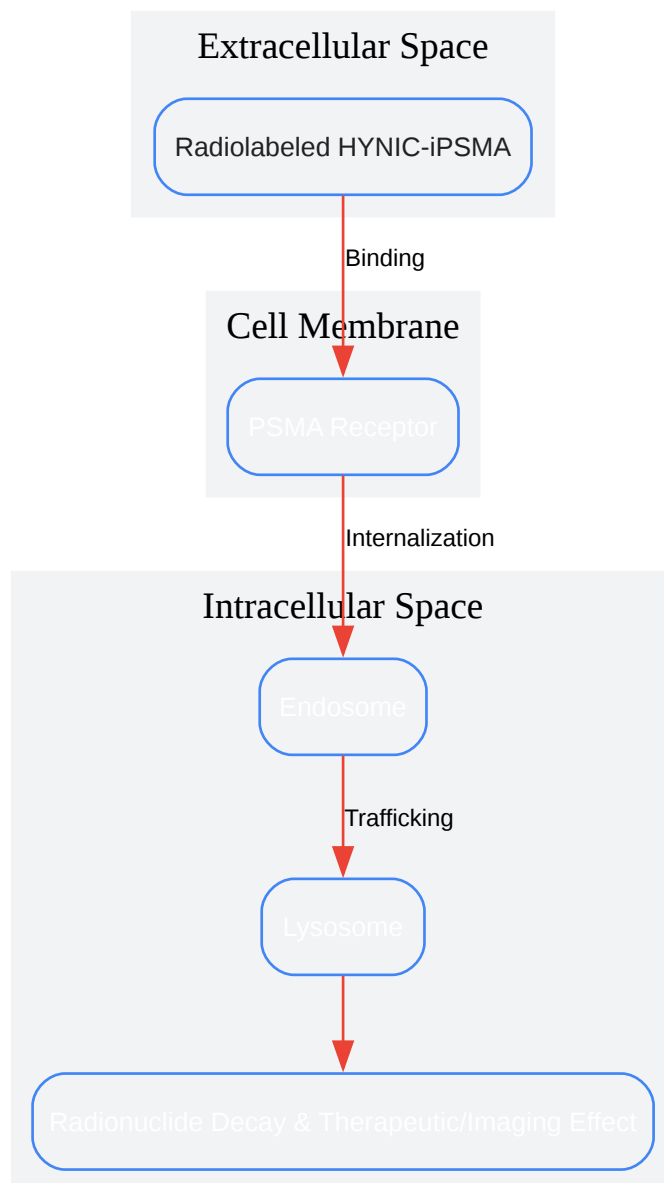 Extracellular Space
Radiolabeled HYNIC-iPSMA
Binding
Cell Membrane
PSMA Receptor
Internalization
Intracellular Space
Endosome
Trafficking
Lysosome
Radionuclide Decay & Therapeutic/Imaging Effect